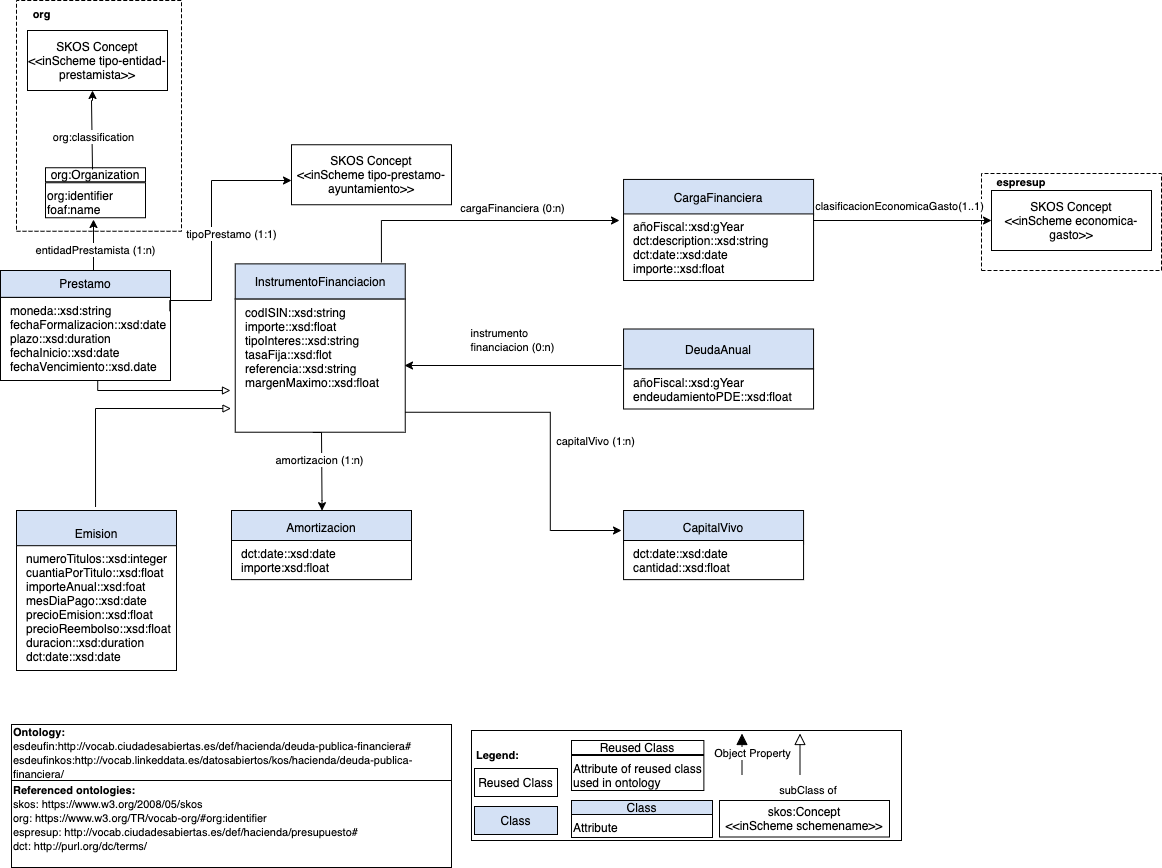 org
SKOS Concept
<<inScheme tipo-entidad-
prestamista>>
org:classification
org:Organization
org:identifier
foaf:name
entidadPrestamista (1:n)
tipoPrestamo (1:1)
SKOS Concept
<<inScheme tipo-prestamo-
ayuntamiento>>
cargaFinanciera (0:n)
CargaFinanciera
añoFiscal::xsd:gYear
dct:description::xsd:string
dct:date::xsd:date
importe::xsd:float
clasificacionEconomicaGasto(1..1)
espresup
SKOS Concept
<<inScheme economica-
gasto>>
Prestamo
moneda::xsd:string
fechaFormalizacion::xsd:date
plazo::xsd:duration
fechaInicio::xsd:date
fechaVencimiento::xsd.date
InstrumentoFinanciacion
codISIN::xsd:string
importe::xsd:float
tipoInteres::xsd:string
tasaFija::xsd:flot
referencia::xsd:string
margenMaximo::xsd:float
instrumento
financiacion (0:n)
DeudaAnual
añoFiscal::xsd:gYear
endeudamientoPDE::xsd:float
capitalVivo (1:n)
amortizacion (1:n)
Emision
numeroTitulos::xsd:integer
cuantiaPorTitulo::xsd:float
importeAnual::xsd:foat
mesDiaPago::xsd:date
precioEmision::xsd:float
precioReembolso::xsd:float
duracion::xsd:duration
dct:date::xsd:date
Amortizacion
dct:date::xsd:date
importe:xsd:float
CapitalVivo
dct:date::xsd:date
cantidad::xsd:float
Ontology:
esdeufin:http://vocab.ciudadesabiertas.es/def/hacienda/deuda-publica-financiera#
esdeufinkos:http://vocab.linkeddata.es/datosabiertos/kos/hacienda/deuda-publica-
financiera/
Referenced ontologies:
skos: https://www.w3.org/2008/05/skos
org: https://www.w3.org/TR/vocab-org/#org:identifier
espresup: http://vocab.ciudadesabiertas.es/def/hacienda/presupuesto#
dct: http://purl.org/dc/terms/
Legend:
Reused Class
Class
Reused Class
Attribute of reused class
used in ontology
Class
Attribute
Object Property
subClass of
skos:Concept
<<inScheme schemename>>